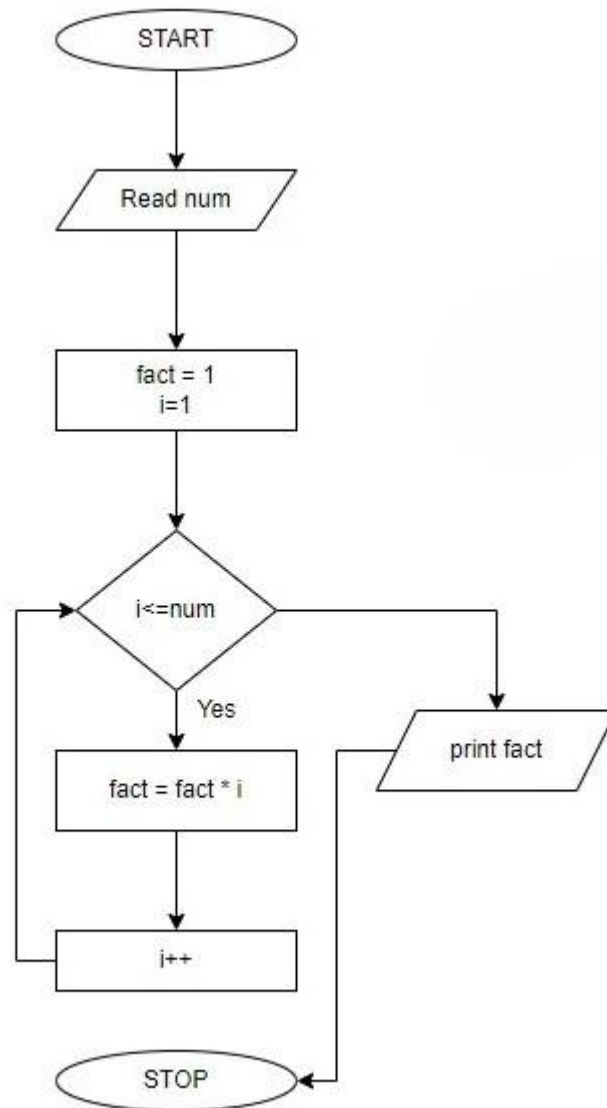 START
Read num
fact = 1
i=1
i<=num
Yes
fact = fact * i
i++
print fact
STOP